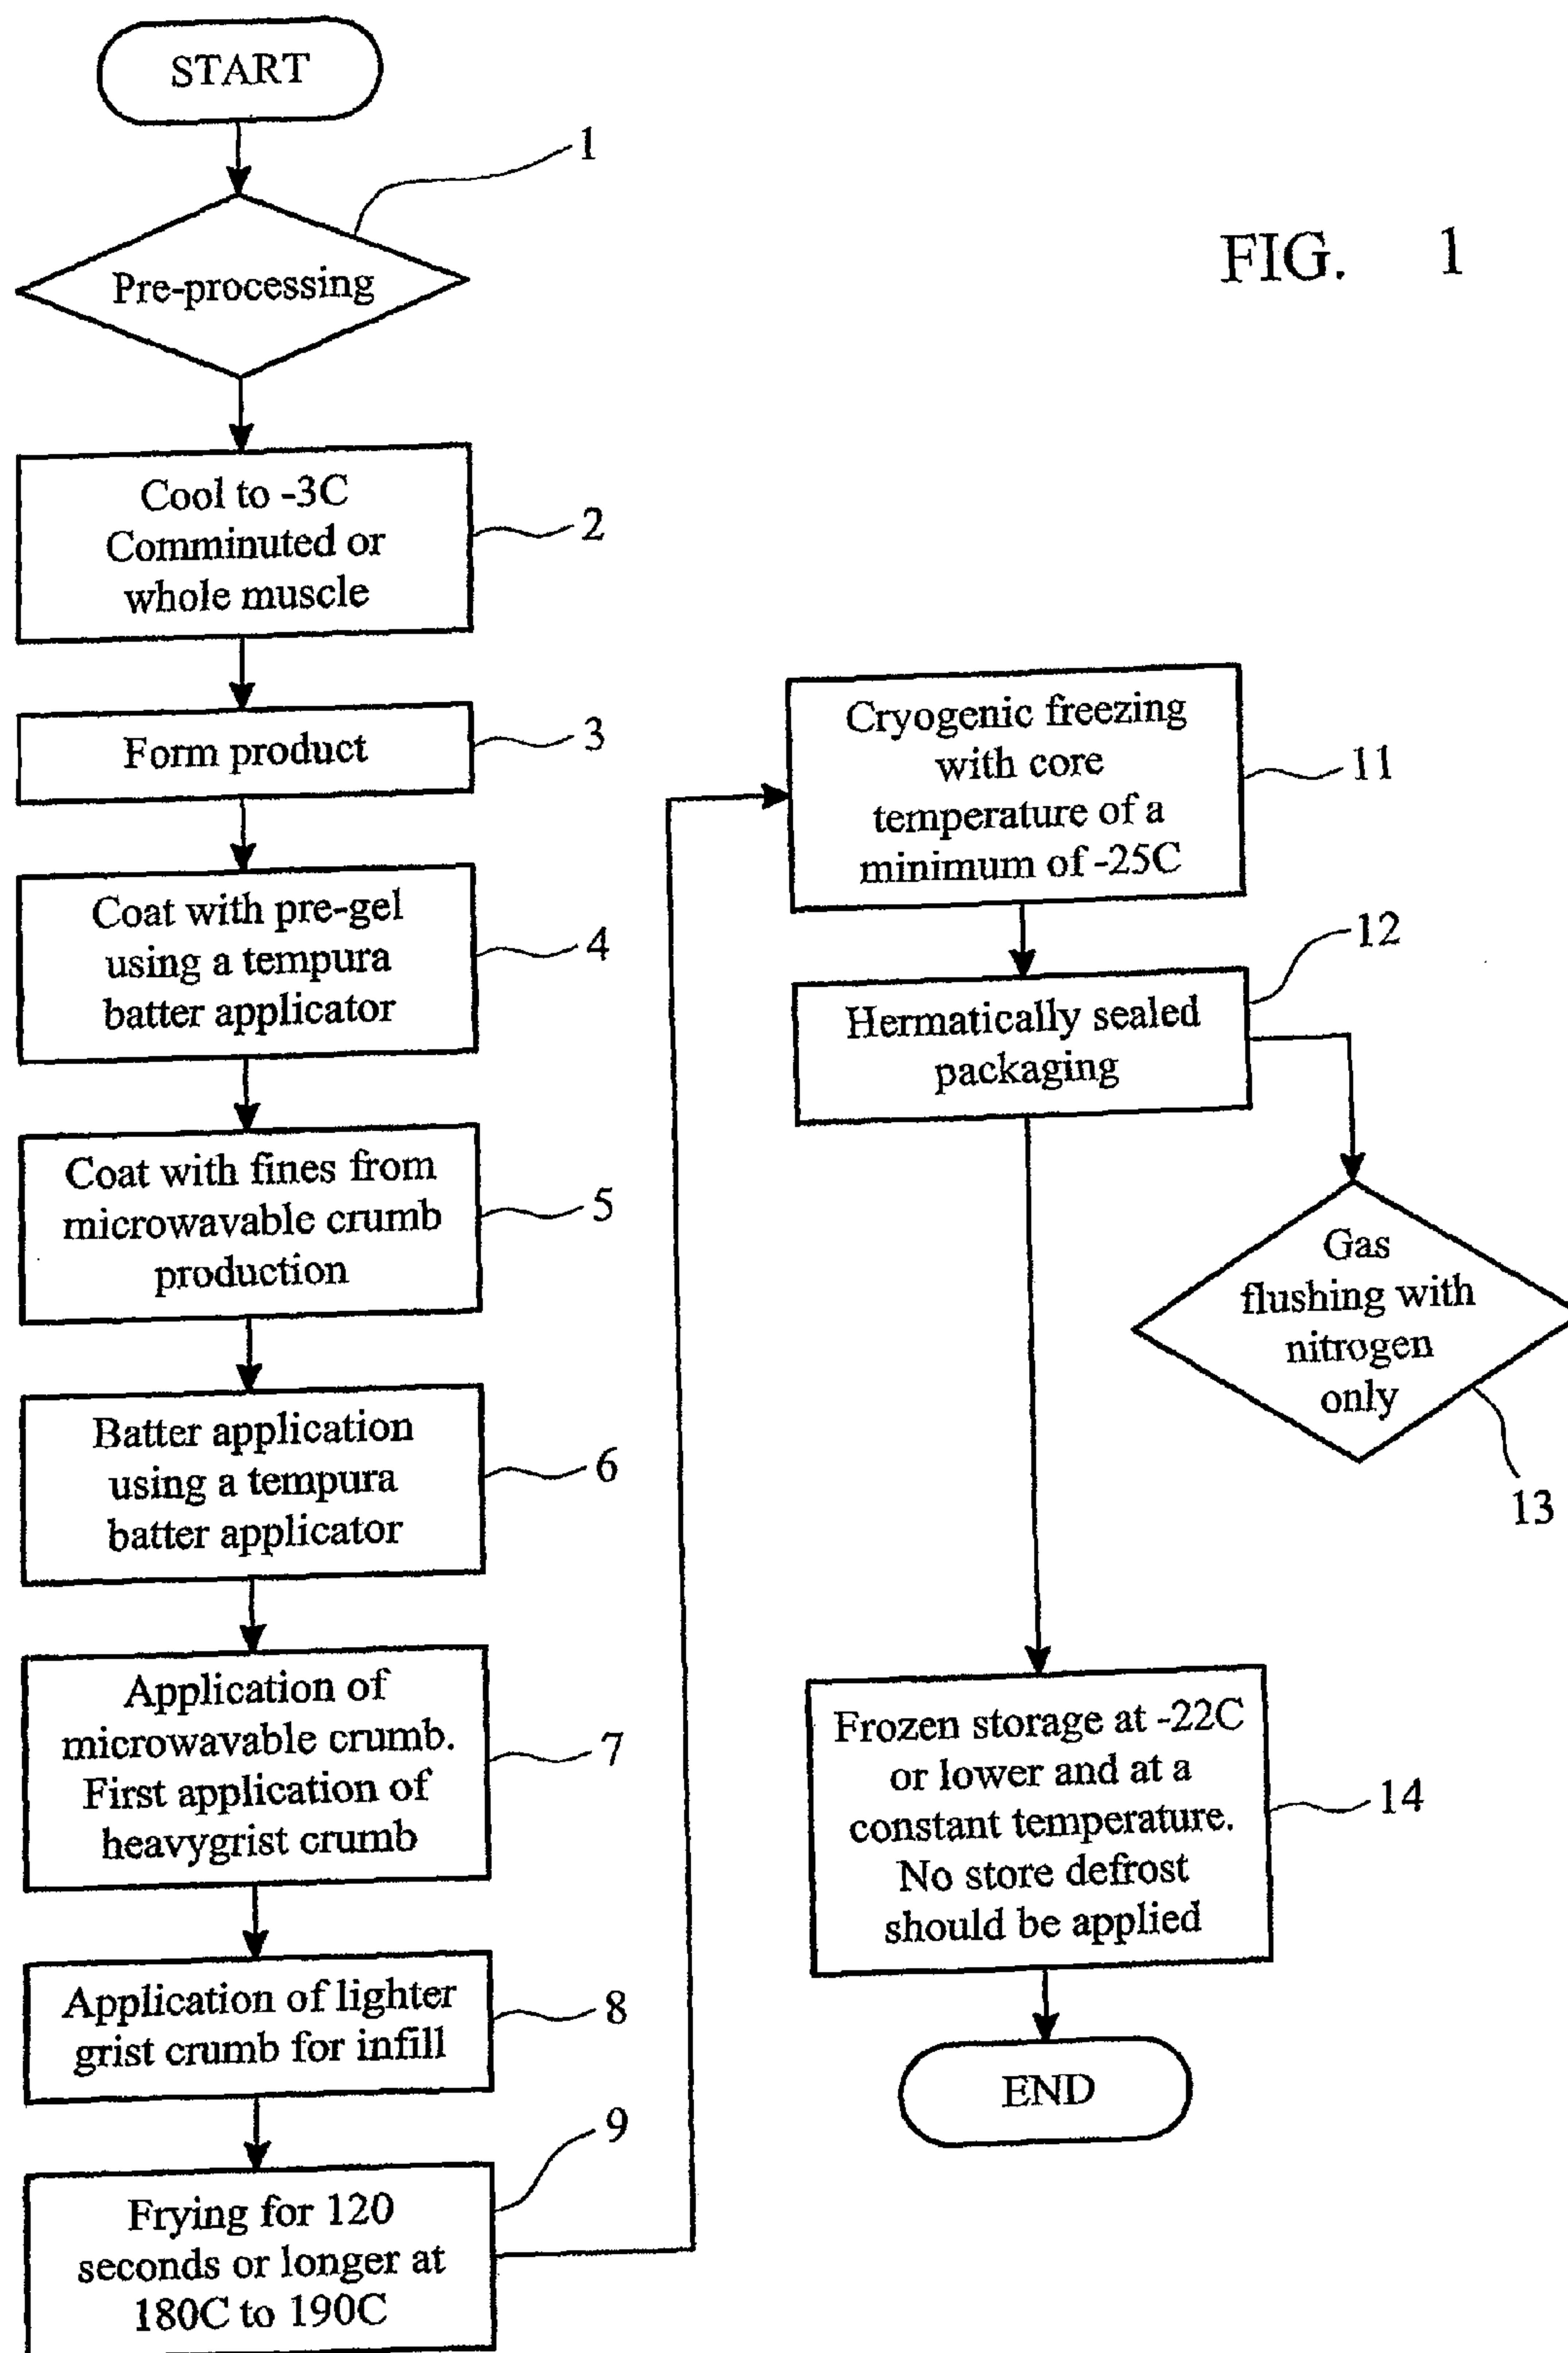 START
1
Pre-processing
FIG. 1
Cool to -3C
Comminuted or
whole muscle
2
Form product
3
Coat with pre-gel
using a tempura
batter applicator
4
Coat with fines from
microwavable crumb
production
5
Batter application
using a tempura
batter applicator
6
Application of
microwavable crumb.
First application of
heavygrist crumb
7
Application of lighter
grist crumb for infill
8
Frying for 120
seconds or longer at
180C to 190C
9
Cryogenic freezing
with core
temperature of a
minimum of -25C
11
Hermatically sealed
packaging
12
Gas
flushing with
nitrogen
only
13
Frozen storage at -22C
or lower and at a
constant temperature.
No store defrost
should be applied
14
END